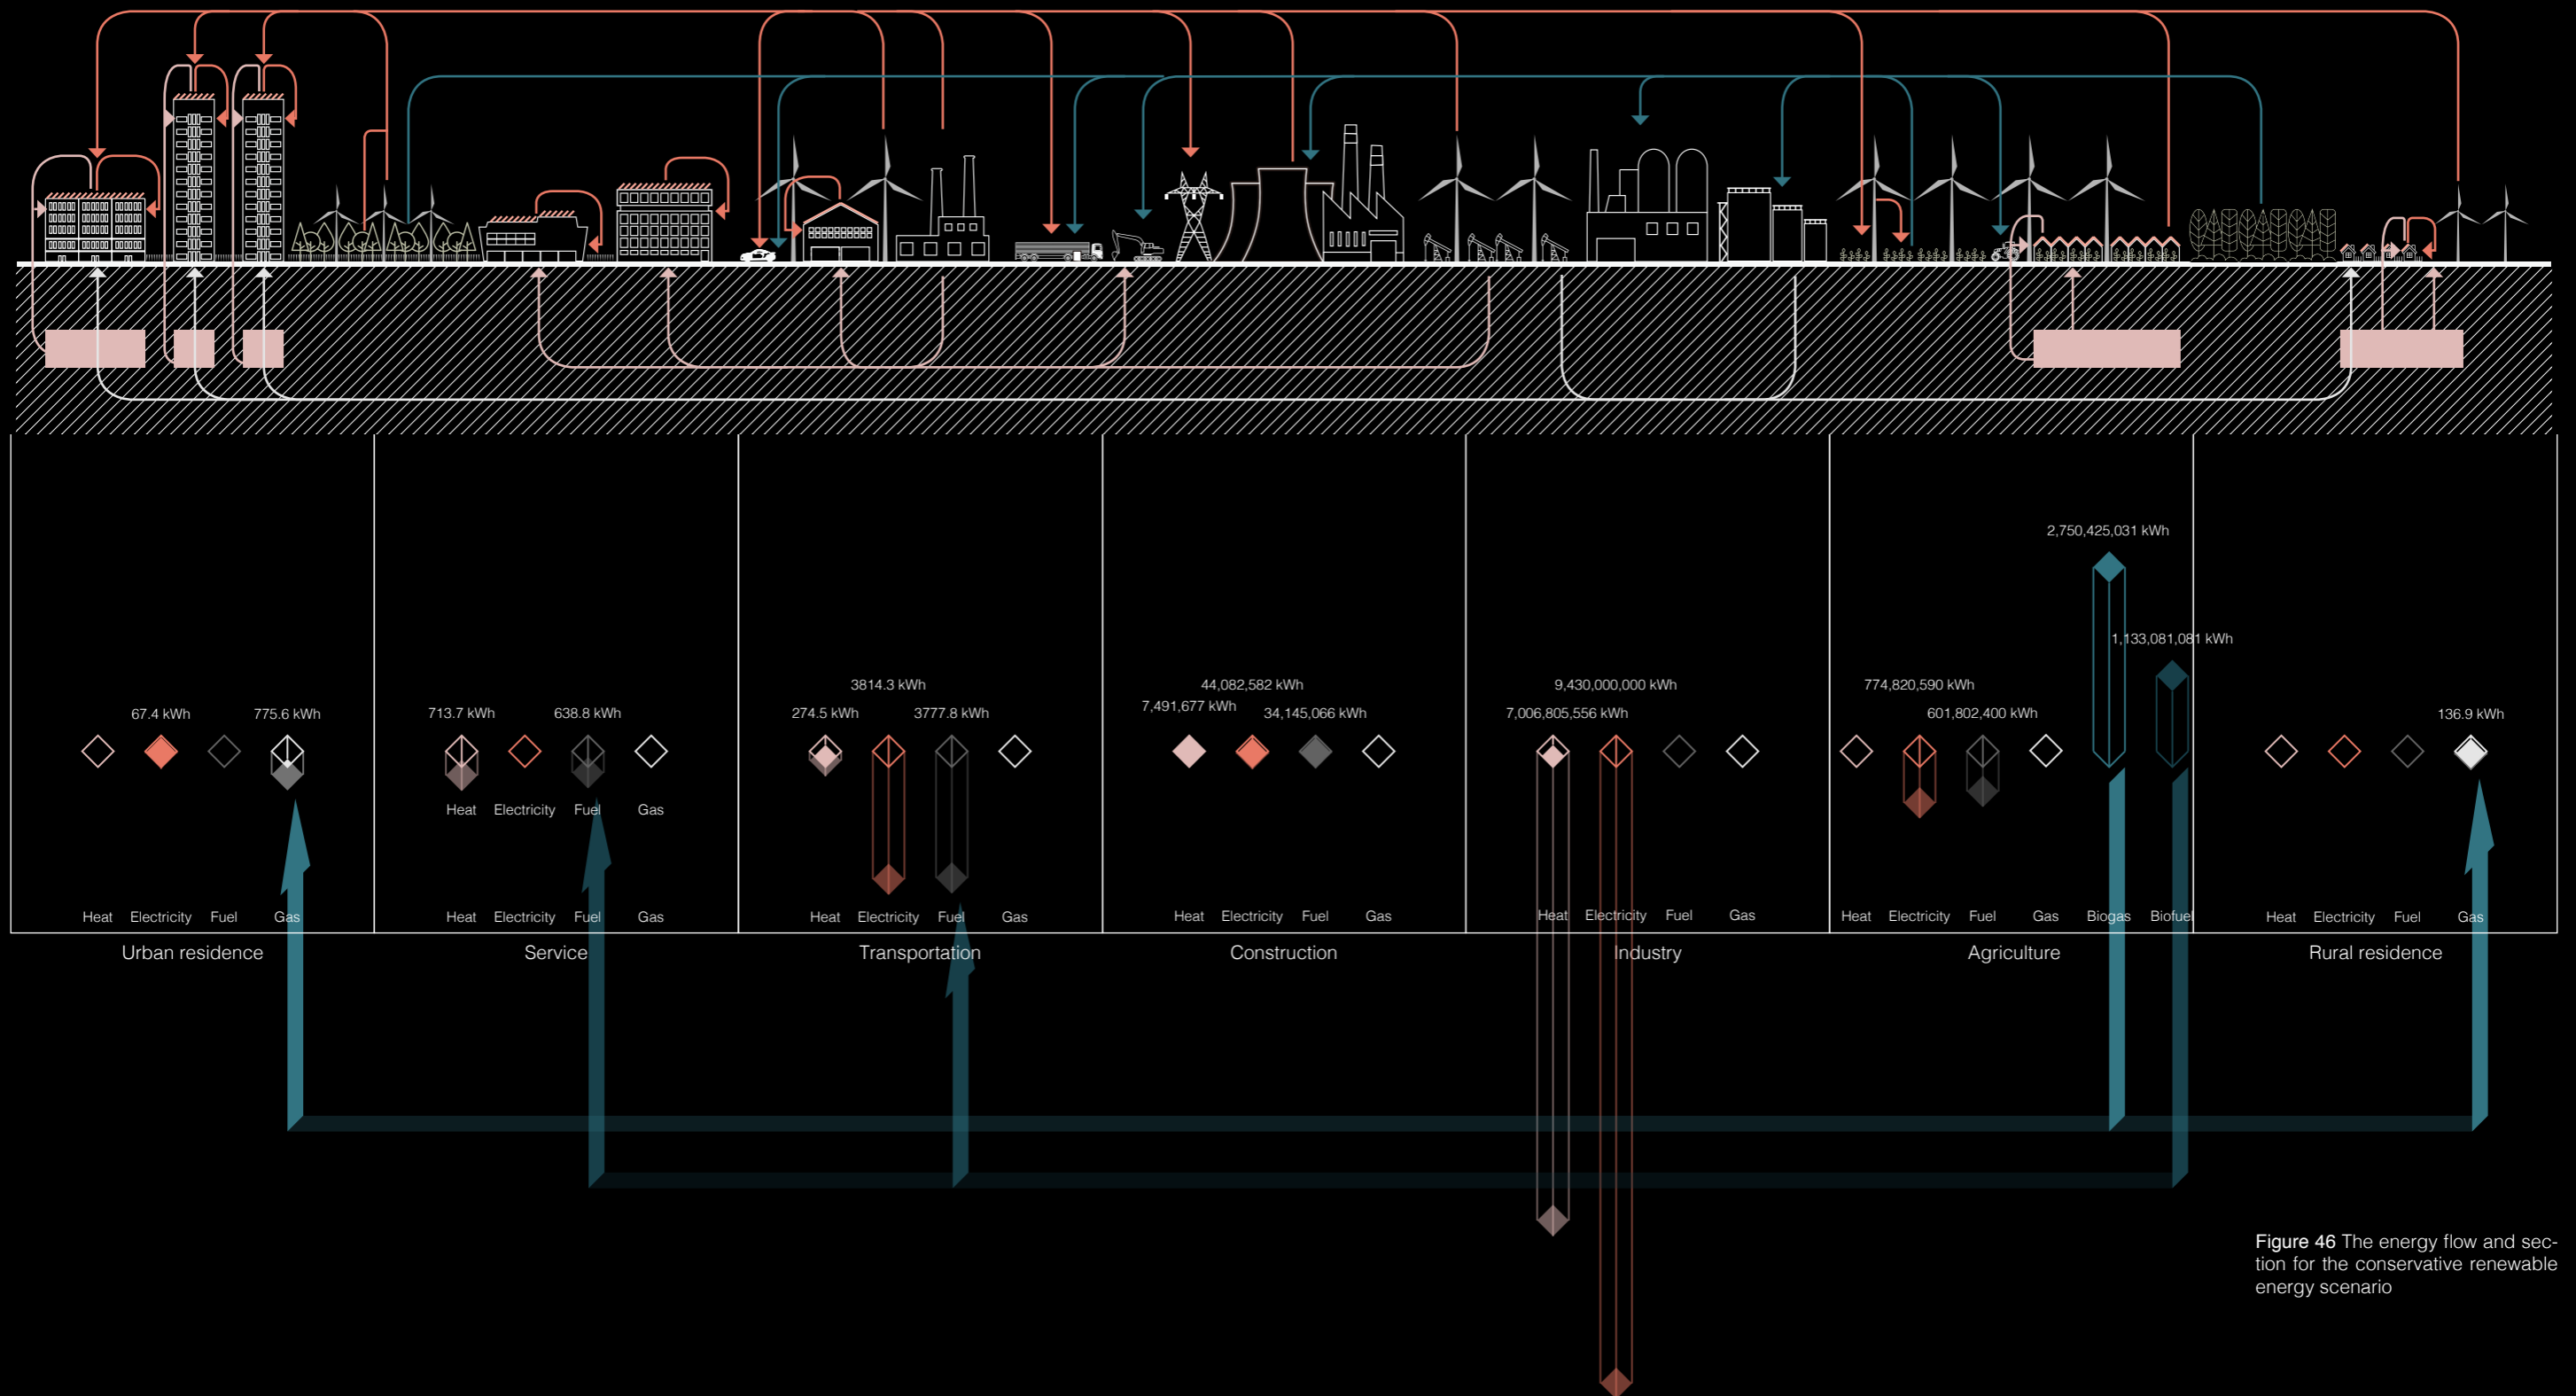 2,750,425,031 kWh
1,133,081,081 kWh
3814.3 kWh
44,082,582 kWh
9,430,000,000 kWh
774,820,590 kWh
67.4 kWh
775.6 kWh
713.7 kWh
638.8 kWh
274.5 kWh
3777.8 kWh
7,491,677 kWh
34,145,066 kWh
7,006,805,556 kWh
601,802,400 kWh
136.9 kWh
Heat Electricity Fuel Gas
Heat Electricity Fuel Gas
Heat Electricity Fuel Gas
Heat Electricity Fuel Gas
Heat Electricity Fuel Gas
Heat Electricity Fuel Gas
Heat Electricity Fuel Gas Biogas Biofuel
Heat Electricity Fuel Gas
Urban residence
Service
Transportation
Construction
Industry
Agriculture
Rural residence
Figure 46 The energy flow and sec-
tion for the conservative renewable
energy scenario